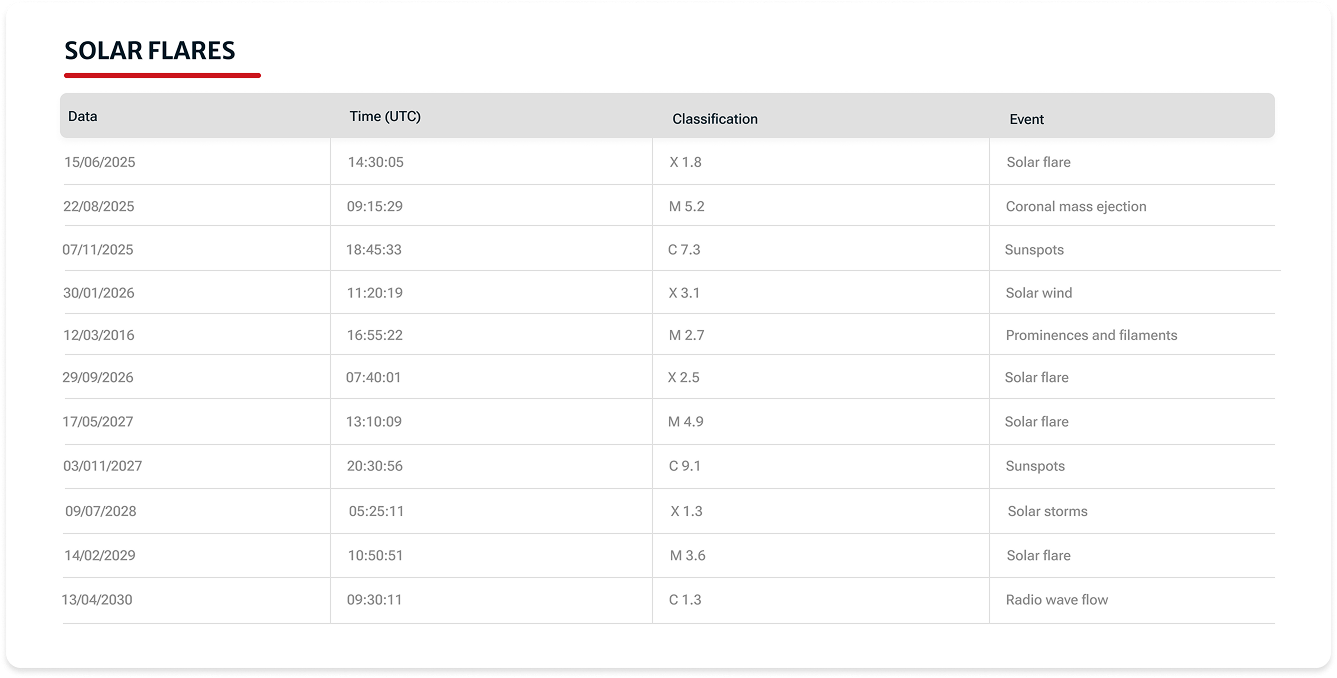 SOLAR FLARES
Data Time (UTC) Classification Event
15/06/2025 14:30:05 X 1.8 Solar flare
22/08/2025 09:15:29 M 5.2 Coronal mass ejection
07/11/2025 18:45:33 C 7.3 Sunspots
30/01/2026 11:20:19 X 3.1 Solar wind
12/03/2016 16:55:22 M 2.7 Prominences and filaments
29/09/2026 07:40:01 X 2.5 Solar flare
17/05/2027 13:10:09 M 4.9 Solar flare
03/011/2027 20:30:56 C 9.1 Sunspots
09/07/2028 05:25:11 X 1.3 Solar storms
14/02/2029 10:50:51 M 3.6 Solar flare
13/04/2030 09:30:11 C 1.3 Radio wave flow